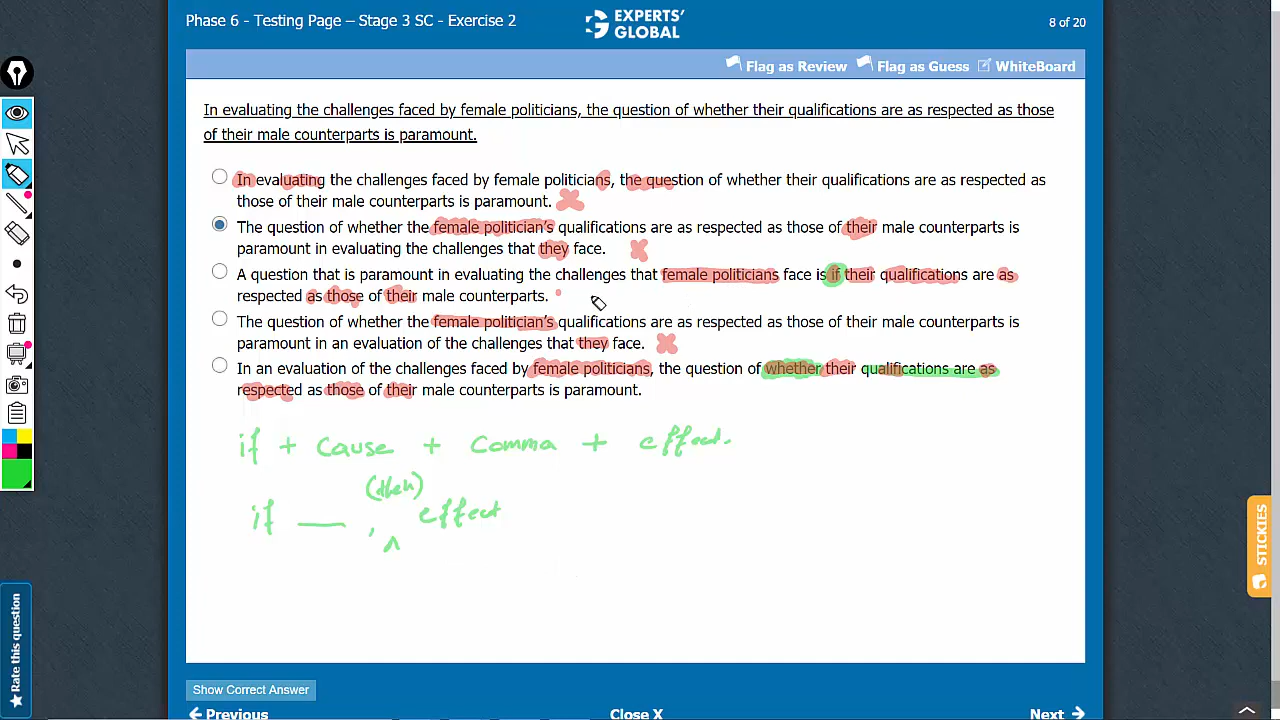 Phase 6 - Testing Page – Stage 3 SC - Exercise 2
EXPERTS'
GLOBAL
8 of 20
Flag as Review
Flag as Guess
WhiteBoard
In evaluating the challenges faced by female politicians, the question of whether their qualifications are as respected as those
of their male counterparts is paramount.
In evaluating the challenges faced by female politicians, the question of whether their qualifications are as respected as
those of their male counterparts is paramount.
The question of whether the female politician's qualifications are as respected as those of their male counterparts is
paramount in evaluating the challenges that they face.
A question that is paramount in evaluating the challenges that female politicians face is if their qualifications are as
respected as those of their male counterparts.
The question of whether the female politician's qualifications are as respected as those of their male counterparts is
paramount in an evaluation of the challenges that they face.
In an evaluation of the challenges faced by female politicians, the question of whether their qualifications are as
respected as those of their male counterparts is paramount.
if + cause + comma + effect.
(then)
if __ , ^ effect
STICKIES
Rate this question
Show Correct Answer
Previous
Close X
Next